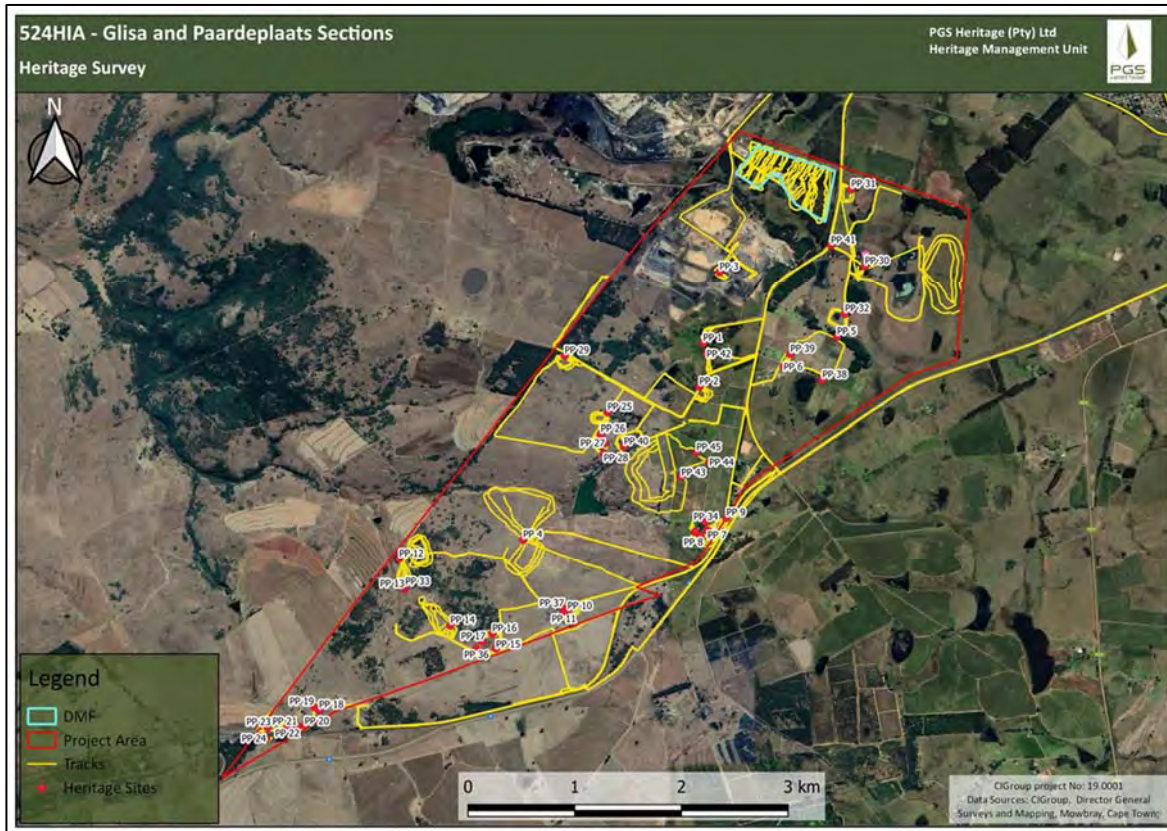 524HIA - Glisa and Paardeplaats Sections
Heritage Survey
PGS Heritage (Pty) Ltd
Heritage Management Unit
PGS
N
PP 31
PP 41
PP 30
PP 3
PP 32
PP 5
PP 1
PP 42
PP 39
PP 6
PP 38
PP 29
PP 2
PP 25
PP 26
PP 27
PP 40
PP 28
PP 45
PP 44
PP 43
PP 34
PP 9
PP 8
PP 7
PP 4
PP 12
PP 13
PP 33
PP 37
PP 10
PP 11
PP 14
PP 17
PP 16
PP 15
PP 36
PP 19
PP 18
PP 23
PP 21
PP 20
PP 24
PP 22
Legend
DMF
Project Area
Tracks
Heritage Sites
0 1 2 3 km
CIGroup project No: 19.0001
Data Sources: CIGroup, Director General
Surveys and Mapping, Mowbray, Cape Town;